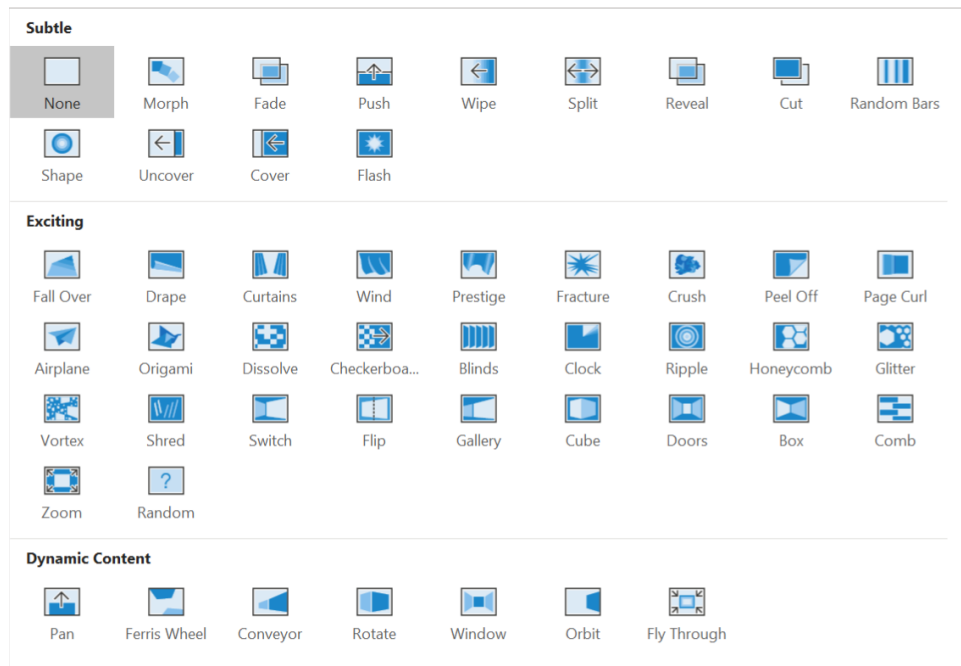 Subtle
None Morph Fade Push Wipe Split Reveal Cut Random Bars
Shape Uncover Cover Flash
Exciting
Fall Over Drape Curtains Wind Prestige Fracture Crush Peel Off Page Curl
Airplane Origami Dissolve Checkerboa... Blinds Clock Ripple Honeycomb Glitter
Vortex Shred Switch Flip Gallery Cube Doors Box Comb
?
Zoom Random
Dynamic Content
Pan Ferris Wheel Conveyor Rotate Window Orbit Fly Through